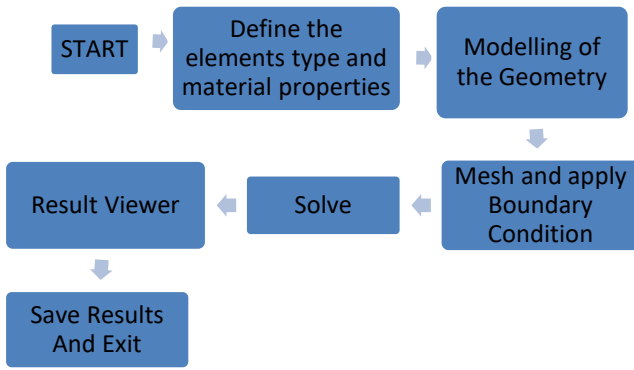 START
Define the
elements type and
material properties
Modelling of
the Geometry
Mesh and apply
Boundary
Condition
Solve
Result Viewer
Save Results
And Exit